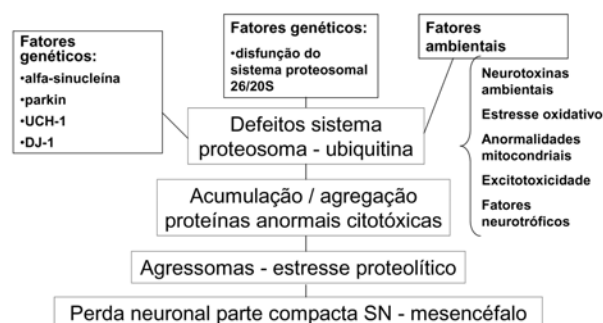 Fatores
genéticos:
•alfa-sinucleína
•parkin
•UCH-1
•DJ-1
Fatores genéticos:
•disfunção do
sistema proteosomal
26/20S
Fatores
ambientais
Neurotoxinas
ambientais
Estresse oxidativo
Anormalidades
mitocondriais
Excitotoxicidade
Fatores
neurotróficos
Defeitos sistema
proteosoma - ubiquitina
Acumulação / agregação
proteínas anormais citotóxicas
Agressomas - estresse proteolítico
Perda neuronal parte compacta SN - mesencéfalo